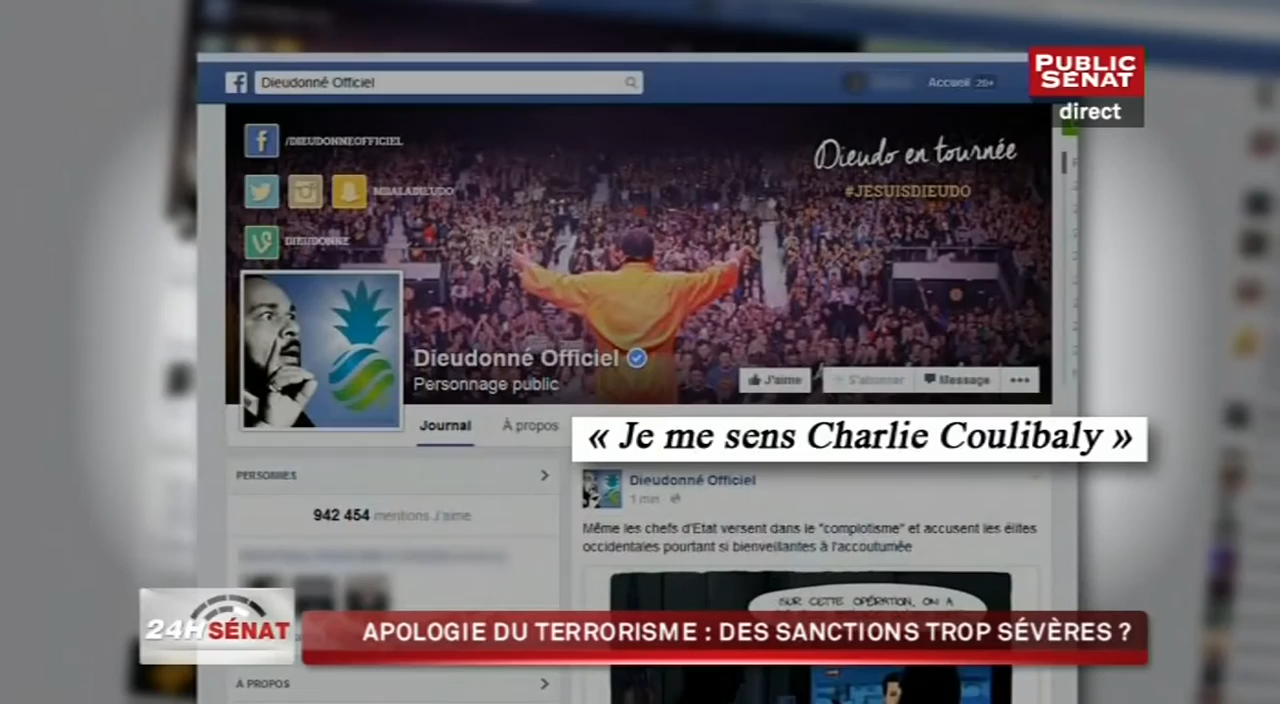 Dieudonné Officiel
Accueil 20+
PUBLIC
SÉNAT
direct
/DIEUDONNEOFFICIEL
MBALADIEUDO
DIEUDONNE
Dieudo en tournée
#JESUISDIEUDO
Dieudonné Officiel
Personnage public
J'aime
S'abonner
Message
Journal
À propos
« Je me sens Charlie Coulibaly »
PERSONNES
942 454 mentions J'aime
Dieudonné Officiel
1 min
Même les chefs d'Etat versent dans le "complotisme" et accusent les élites
occidentales pourtant si bienveillantes à l'accoutumée
SUR CETTE OPÉRATION, ON A
24H SÉNAT
APOLOGIE DU TERRORISME : DES SANCTIONS TROP SÉVÈRES ?
À PROPOS